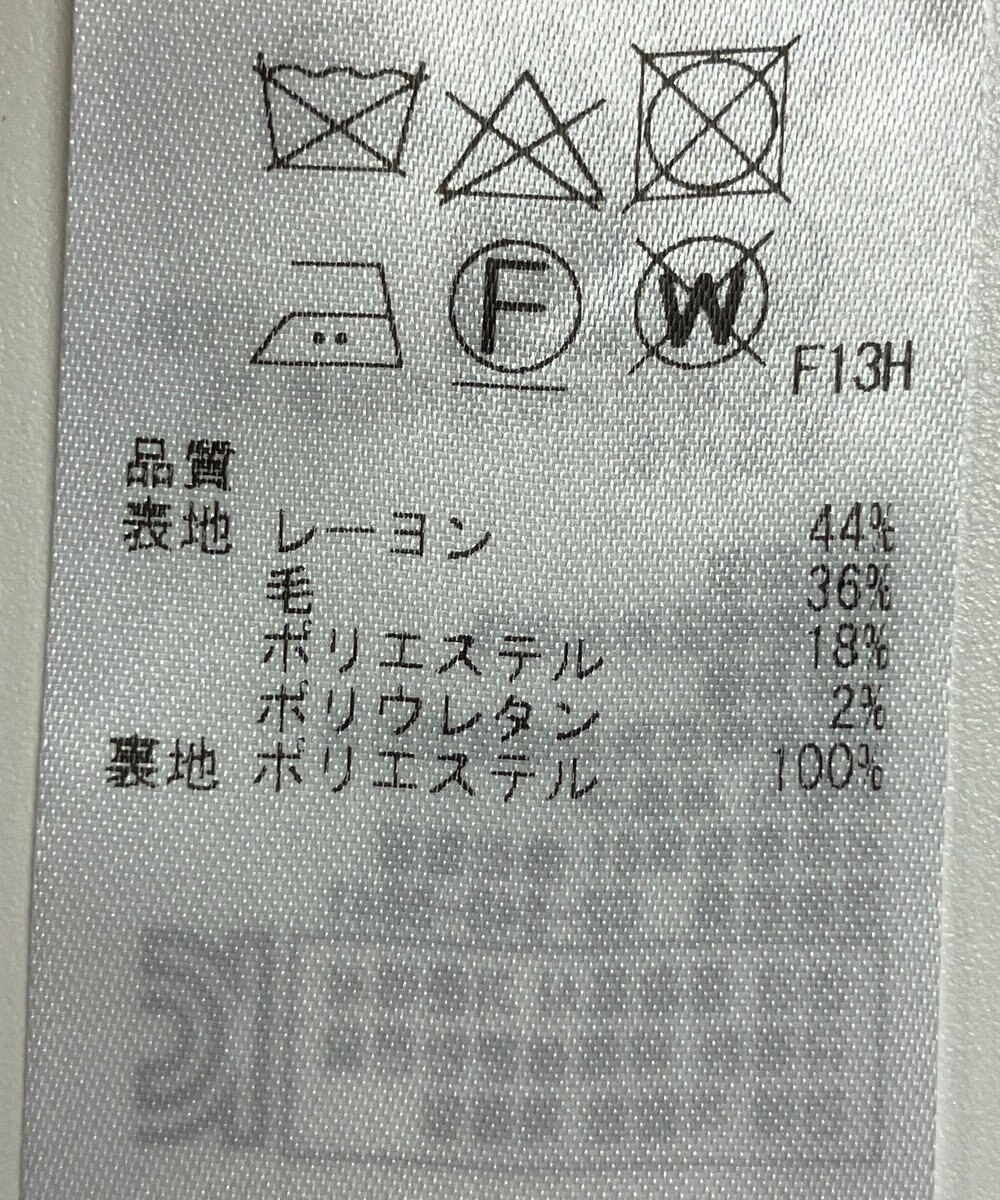 F W F13H
品質
表地 レーヨン 44%
毛 36%
ポリエステル 18%
ポリウレタン 2%
裏地 ポリエステル 100%